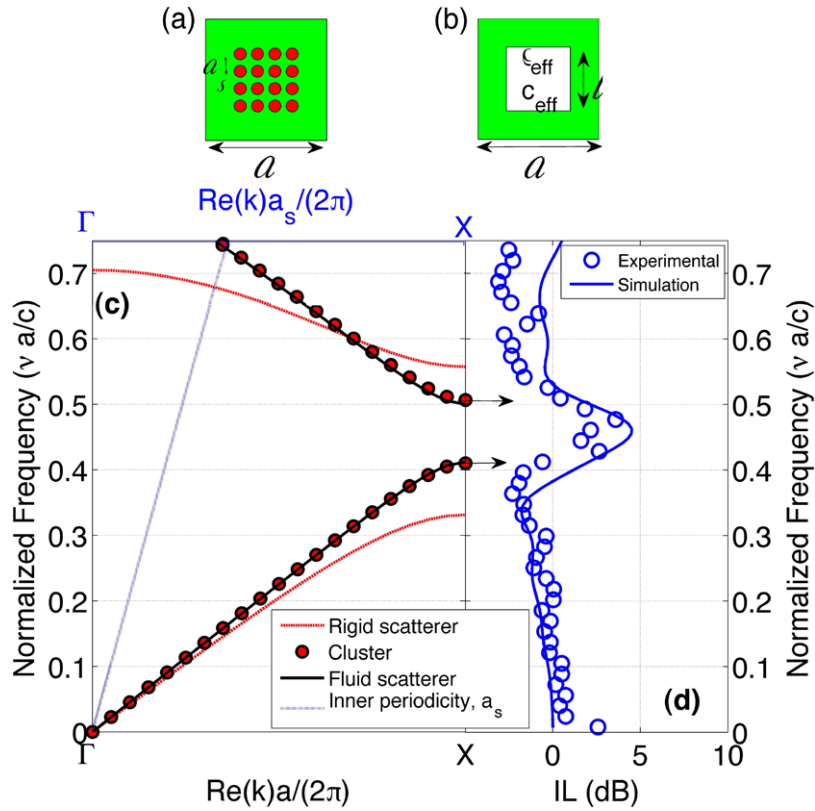 (a)
(b)
a
s
ς eff
c eff
l
a
a
Re(k)a_s/(2π)
Γ
X
(c)
Experimental
Simulation
0.7
0.6
0.5
0.4
0.3
0.2
0.1
0
Normalized Frequency (ν a/c)
0.7
0.6
0.5
0.4
0.3
0.2
0.1
0
Normalized Frequency (ν a/c)
Rigid scatterer
Cluster
Fluid scatterer
Inner periodicity, a_s
(d)
Γ
X
0
5
10
Re(k)a/(2π)
IL (dB)